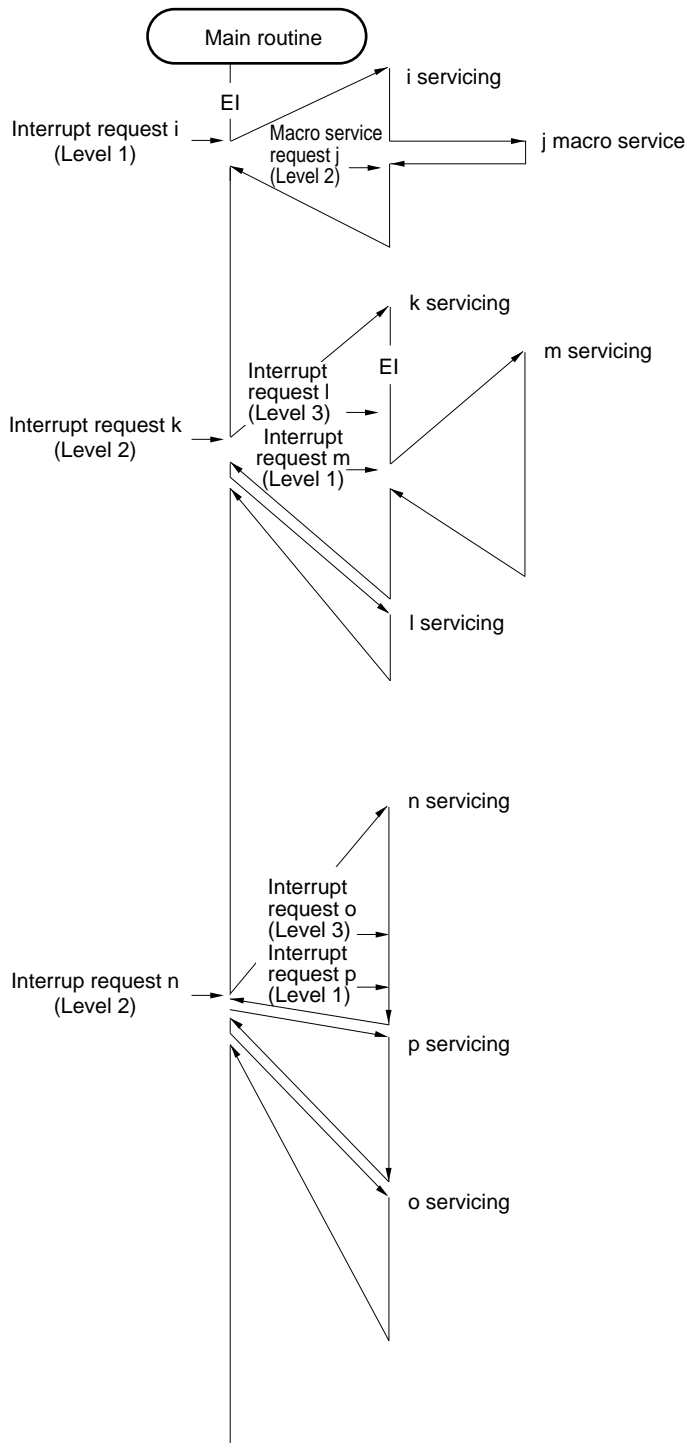 Main routine
i servicing
EI
Interrupt request i
(Level 1)
Macro service
request j
(Level 2)
j macro service
k servicing
m servicing
EI
Interrupt
request l
(Level 3)
Interrupt request k
(Level 2)
Interrupt
request m
(Level 1)
l servicing
n servicing
Interrupt
request o
(Level 3)
Interrupt
request p
(Level 1)
Interrup request n
(Level 2)
p servicing
o servicing